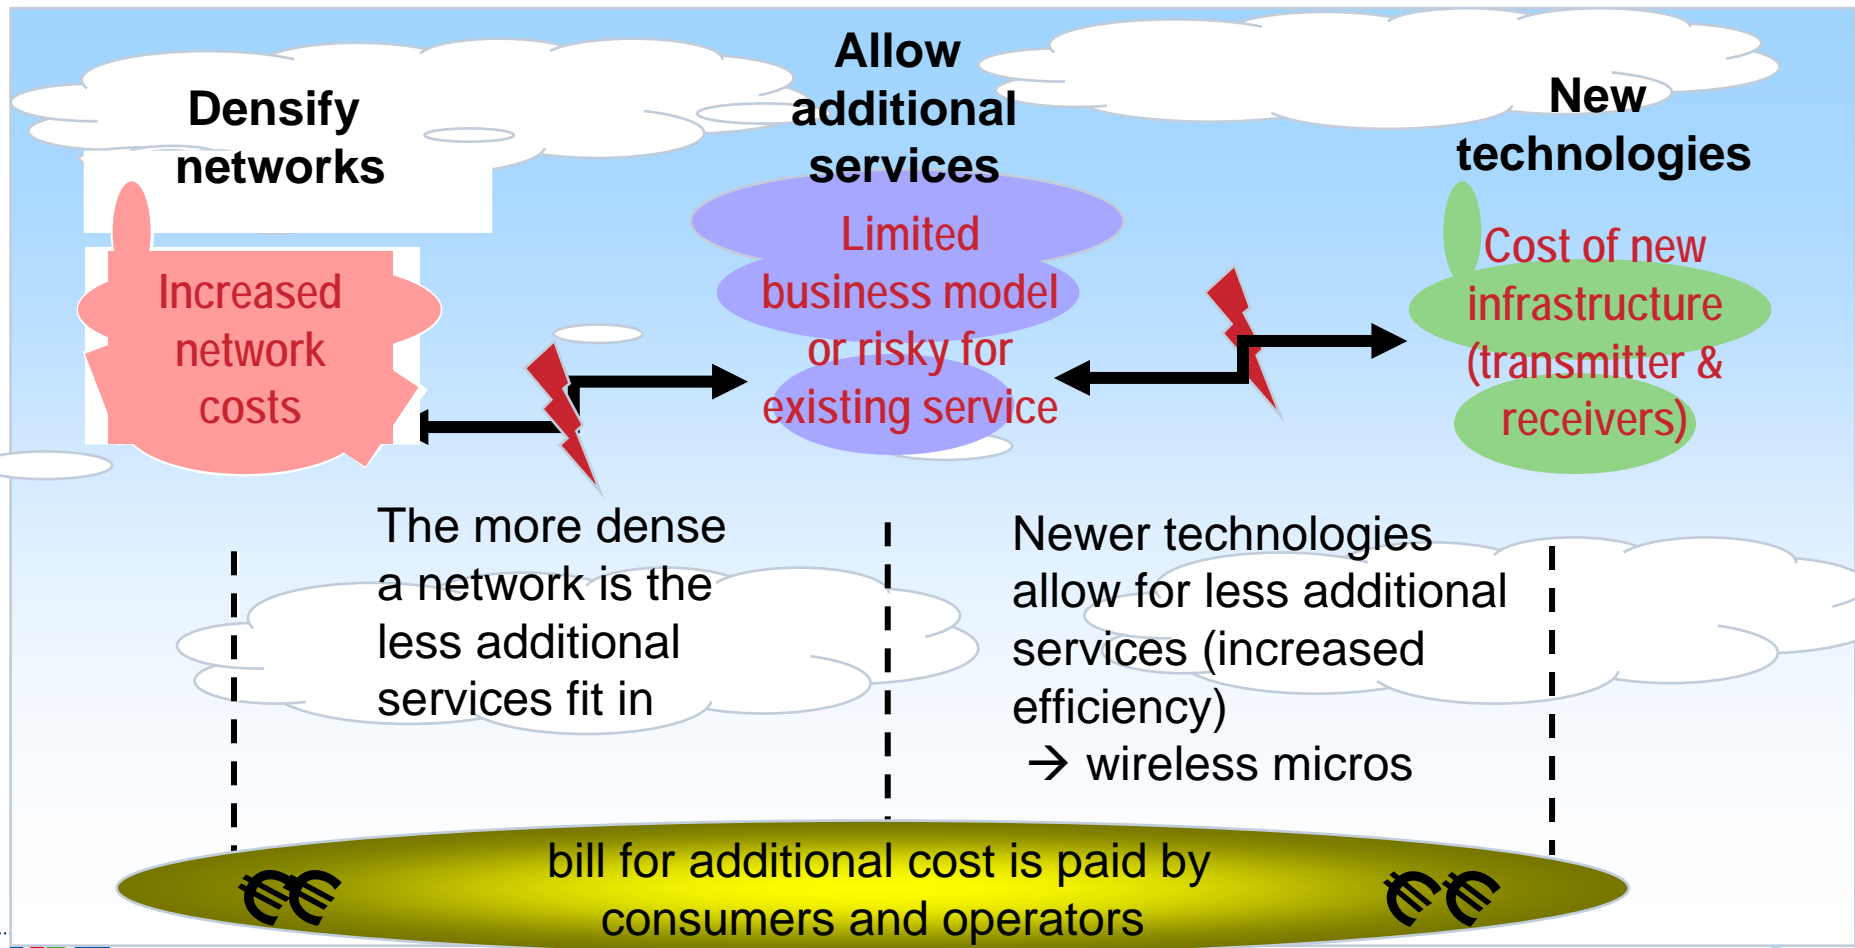 Densify
networks
Increased
network
costs
Allow
additional
services
Limited
business model
or risky for
existing service
New
technologies
Cost of new
infrastructure
(transmitter &
receivers)
The more dense
a network is the
less additional
services fit in
Newer technologies
allow for less additional
services (increased
efficiency)
→ wireless micros
bill for additional cost is paid by
consumers and operators
€€ €€